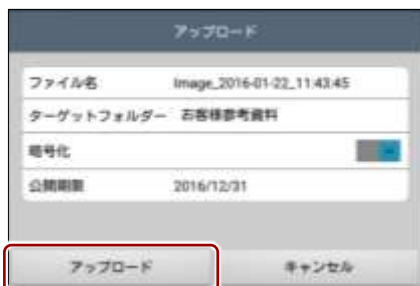 アップロード
ファイル名 Image_2016-01-22_11:43:45
ターゲットフォルダー お客様参考資料
暗号化
公開期限 2016/12/31
アップロード キャンセル